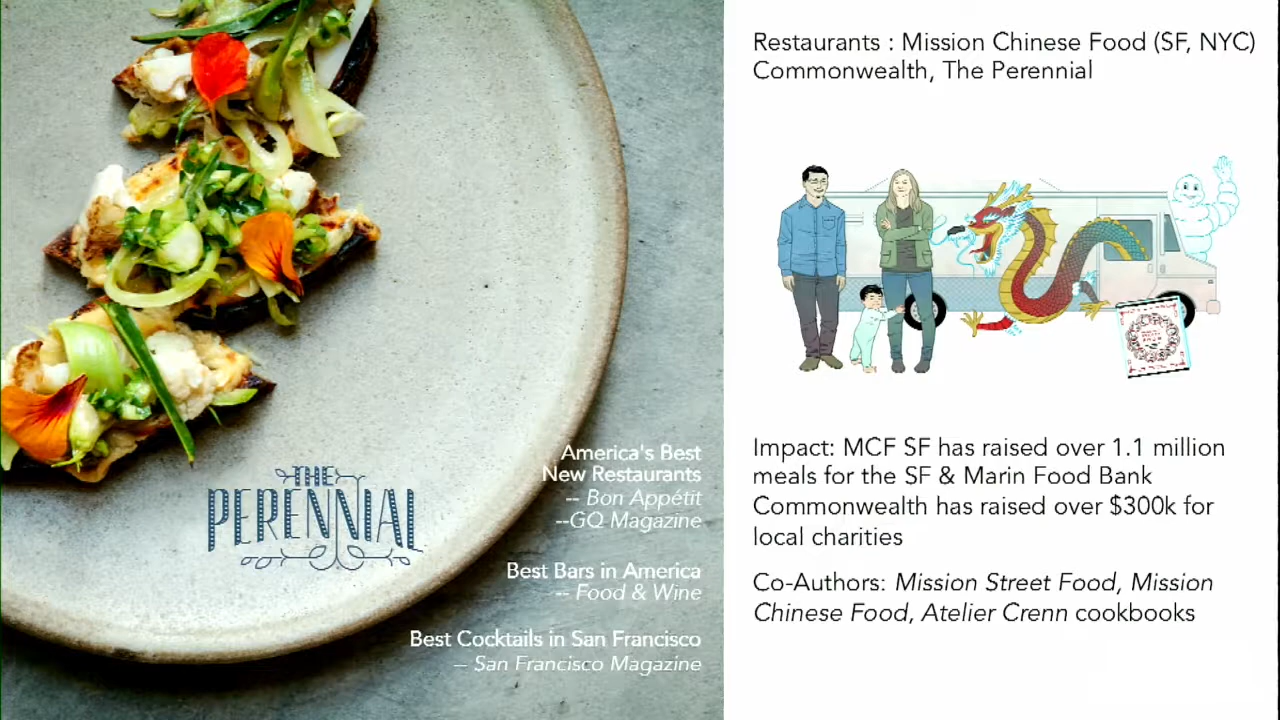 THE
PERENNIAL
America's Best
New Restaurants
-- Bon Appétit
--GQ Magazine
Best Bars in America
-- Food & Wine
Best Cocktails in San Francisco
-- San Francisco Magazine
Restaurants : Mission Chinese Food (SF, NYC)
Commonwealth, The Perennial
Impact: MCF SF has raised over 1.1 million
meals for the SF & Marin Food Bank
Commonwealth has raised over $300k for
local charities
Co-Authors: Mission Street Food, Mission
Chinese Food, Atelier Crenn cookbooks